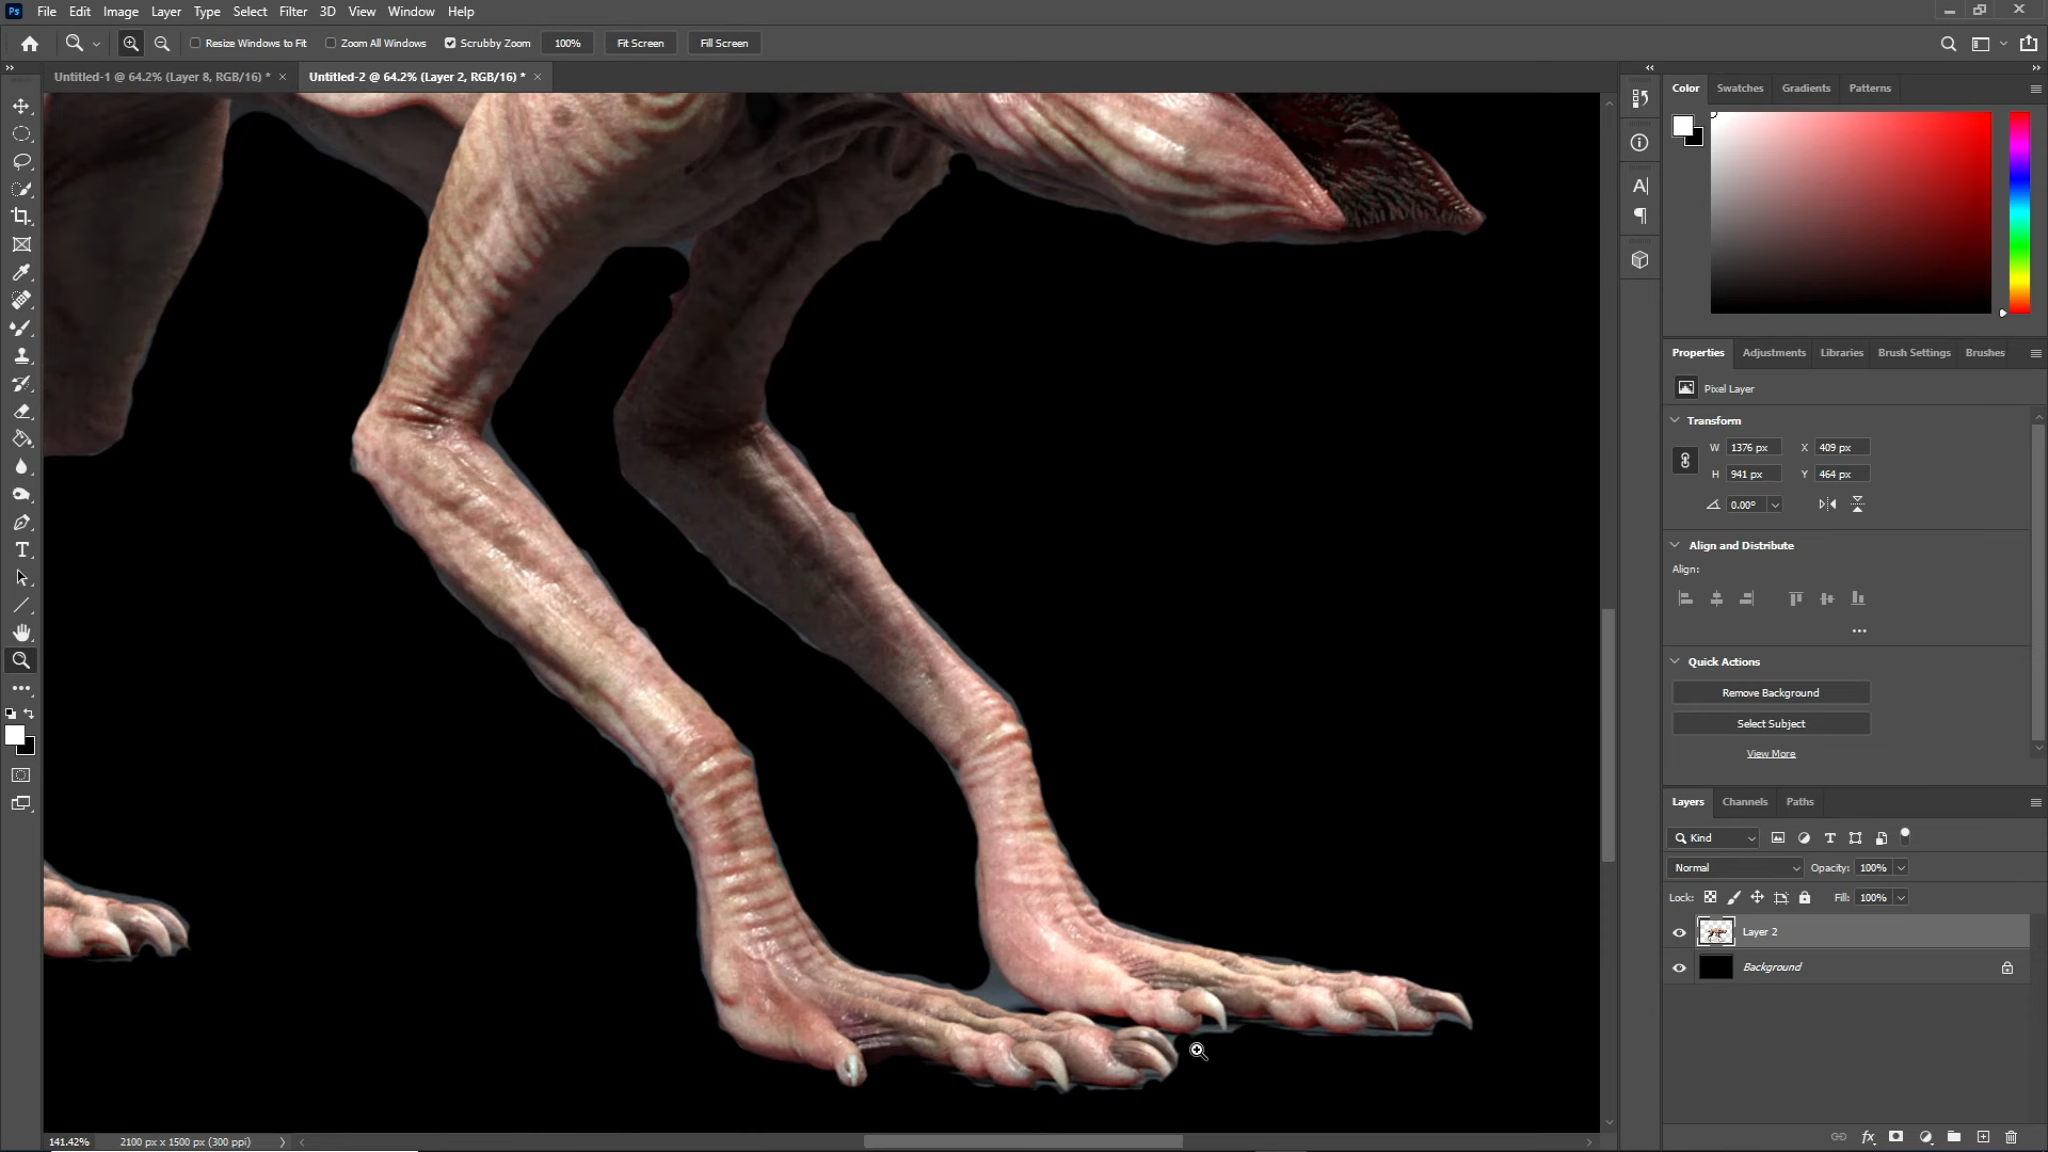 Ps File Edit Image Layer Type Select Filter 3D View Window Help
Resize Windows to Fit Zoom All Windows Scrubby Zoom 100% Fit Screen Fill Screen
Untitled-1 @ 64.2% (Layer 8, RGB/16) * Untitled-2 @ 64.2% (Layer 2, RGB/16) *
Color Swatches Gradients Patterns
Properties Adjustments Libraries Brush Settings Brushes
Pixel Layer
Transform
W 1376 px X 409 px
H 941 px Y 464 px
0.00°
Align and Distribute
Align:
Quick Actions
Remove Background
Select Subject
View More
Layers Channels Paths
Kind
Normal Opacity: 100%
Lock: Fill: 100%
Layer 2
Background
fx
141.42% 2100 px x 1500 px (300 ppi)